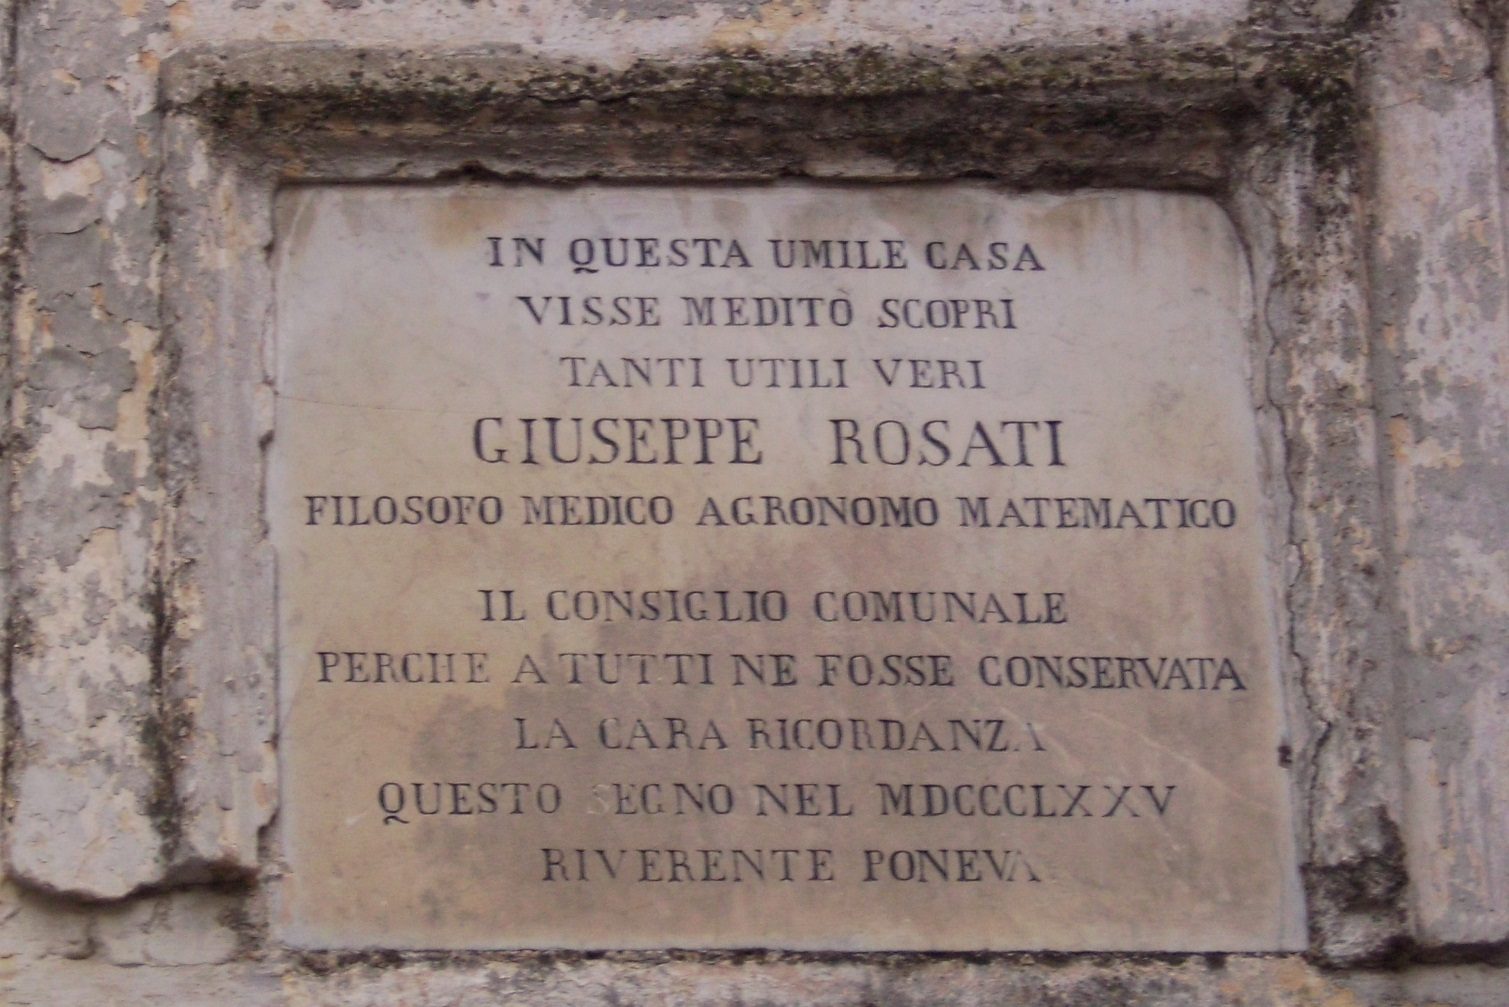 IN QUESTA UMILE CASA
VISSE MEDITÒ SCOPRI
TANTI UTILI VERI
GIUSEPPE ROSATI
FILOSOFO MEDICO AGRONOMO MATEMATICO
IL CONSIGLIO COMUNALE
PERCHE A TUTTI NE FOSSE CONSERVATA
LA CARA RICORDANZA
QUESTO SEGNO NEL MDCCCLXXV
RIVERENTE PONEVA